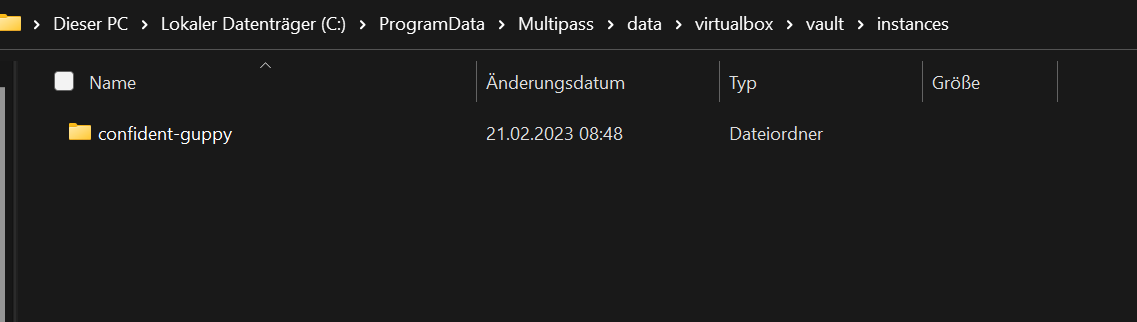 Dieser PC > Lokaler Datenträger (C:) > ProgramData > Multipass > data > virtualbox > vault > instances
Name Änderungsdatum Typ Größe
confident-guppy 21.02.2023 08:48 Dateiordner